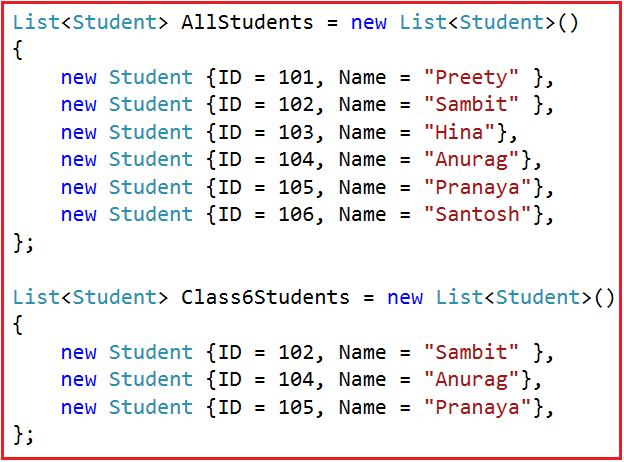 List<Student> AllStudents = new List<Student>()
{
    new Student {ID = 101, Name = "Preety" },
    new Student {ID = 102, Name = "Sambit" },
    new Student {ID = 103, Name = "Hina"},
    new Student {ID = 104, Name = "Anurag"},
    new Student {ID = 105, Name = "Pranaya"},
    new Student {ID = 106, Name = "Santosh"},
};
List<Student> Class6Students = new List<Student>()
{
    new Student {ID = 102, Name = "Sambit" },
    new Student {ID = 104, Name = "Anurag"},
    new Student {ID = 105, Name = "Pranaya"},
};